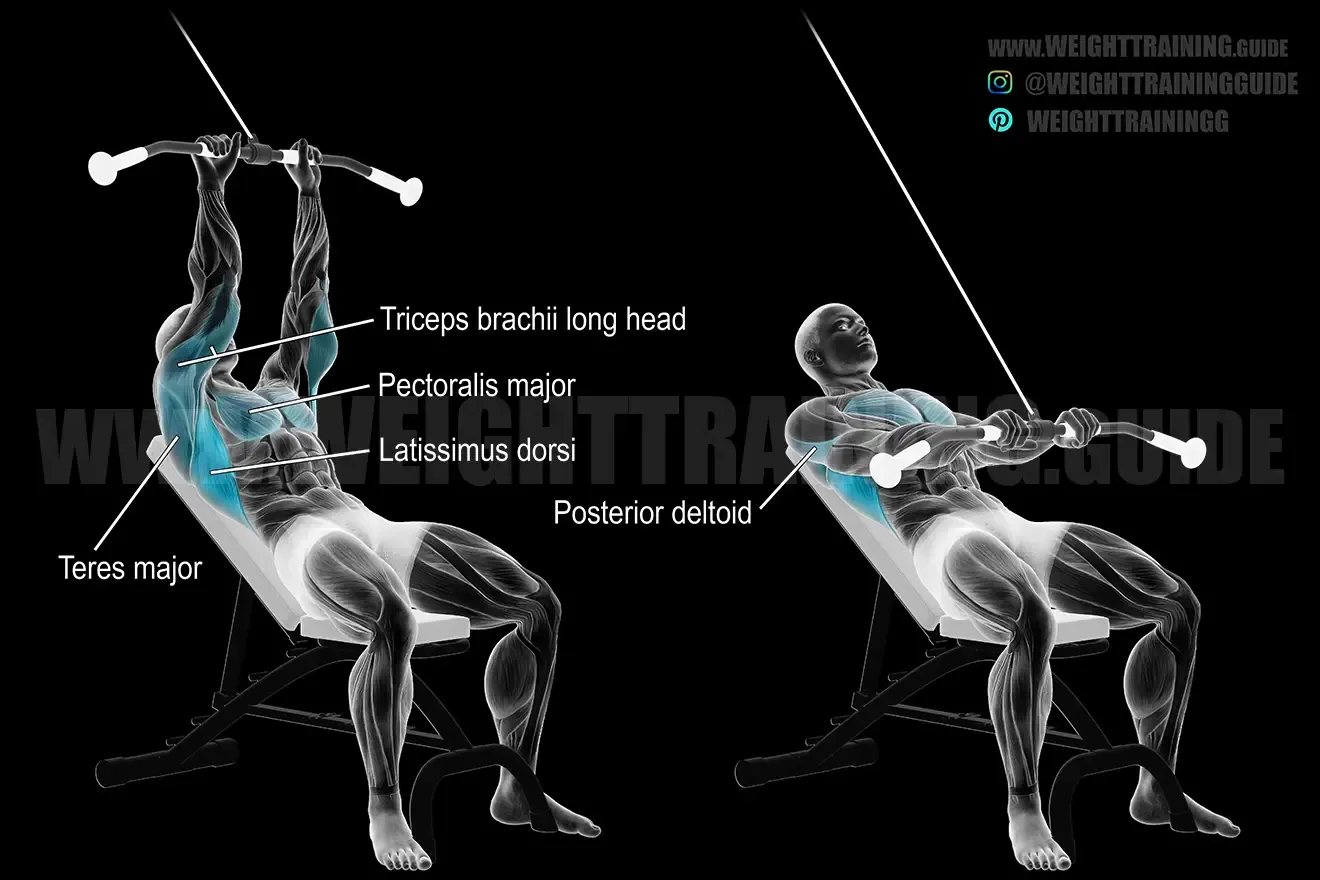 WWW.WEIGHTTRAINING.GUIDE
@WEIGHTTRAININGGUIDE
WEIGHTTRAININGG
Triceps brachii long head
Pectoralis major
WWW.WEIGHTTRAINING.GUIDE
Latissimus dorsi
Posterior deltoid
Teres major